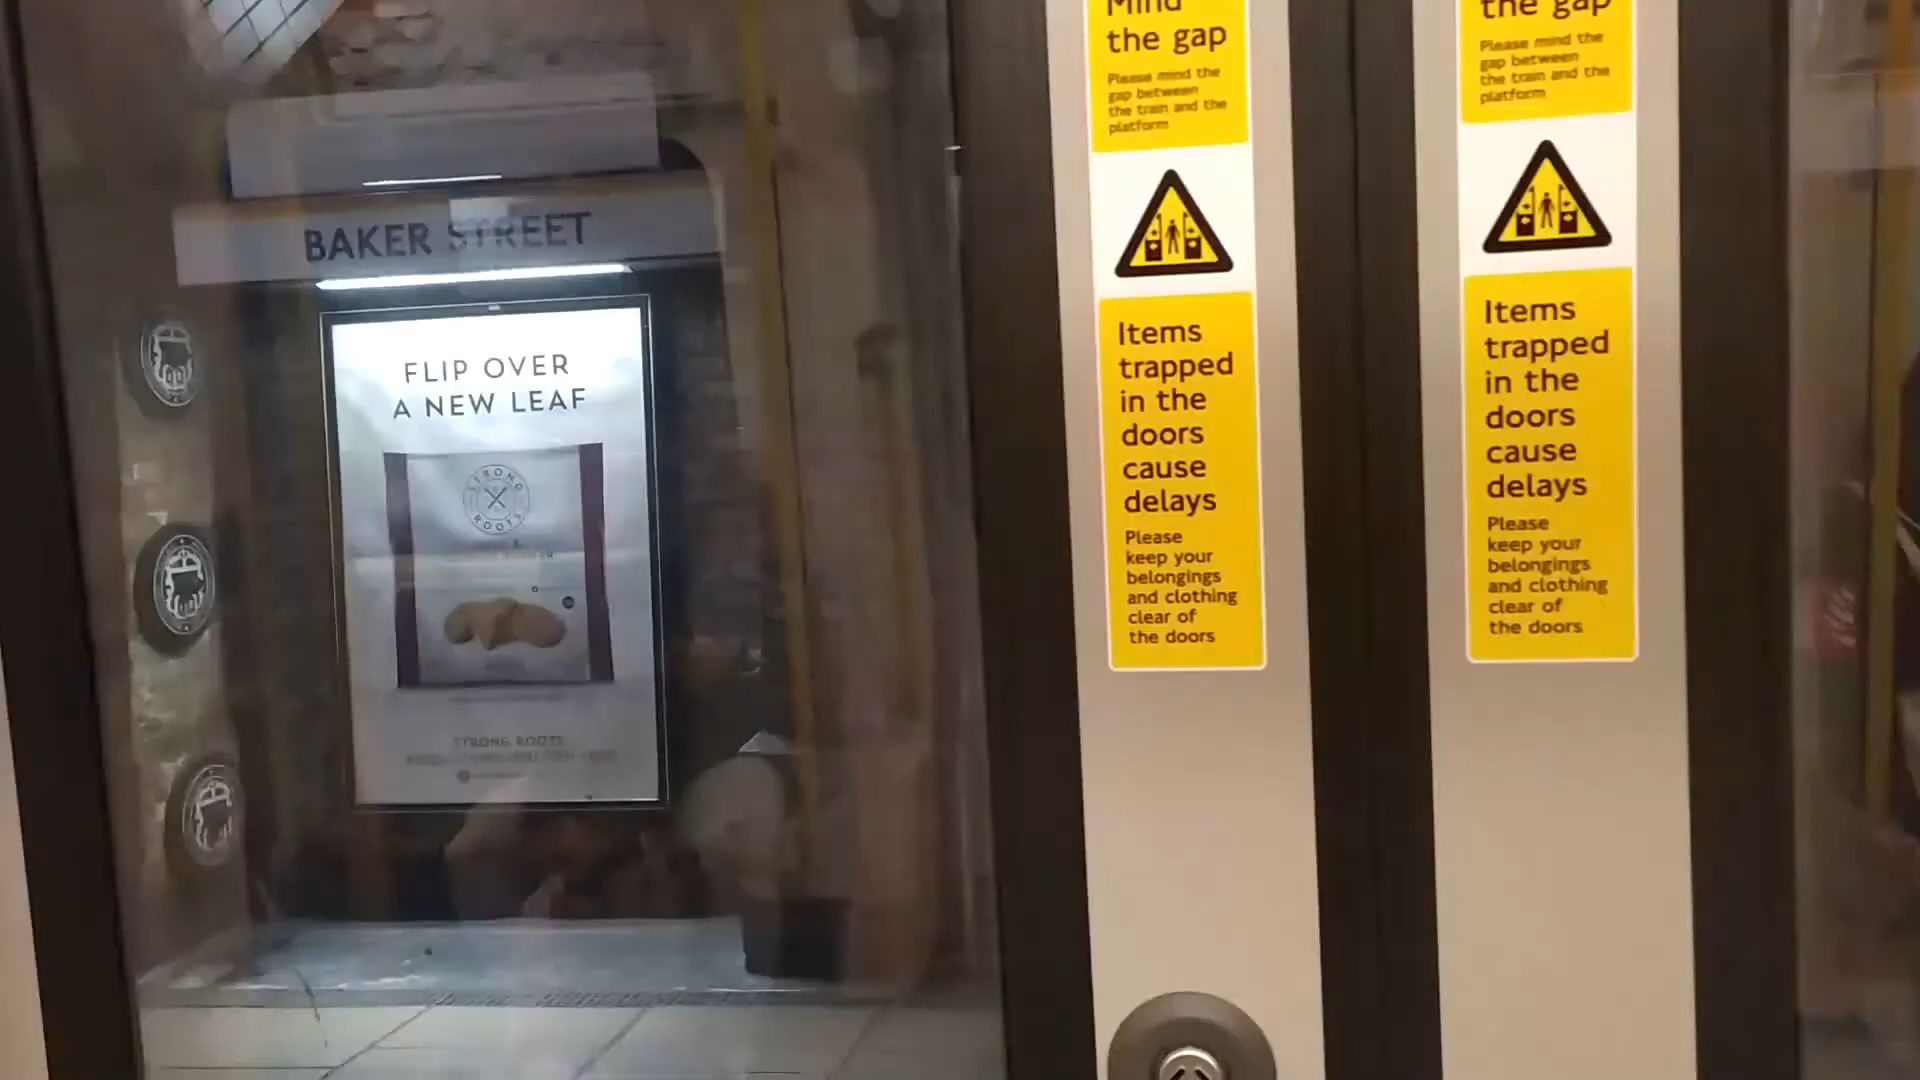 BAKER STREET
FLIP OVER
A NEW LEAF
STRONG
ROOTS
STRONG ROOTS
Mind
the gap
Please mind the
gap between
the train and the
platform
Items
trapped
in the
doors
cause
delays
Please
keep your
belongings
and clothing
clear of
the doors
the gap
Please mind the
gap between
the train and the
platform
Items
trapped
in the
doors
cause
delays
Please
keep your
belongings
and clothing
clear of
the doors